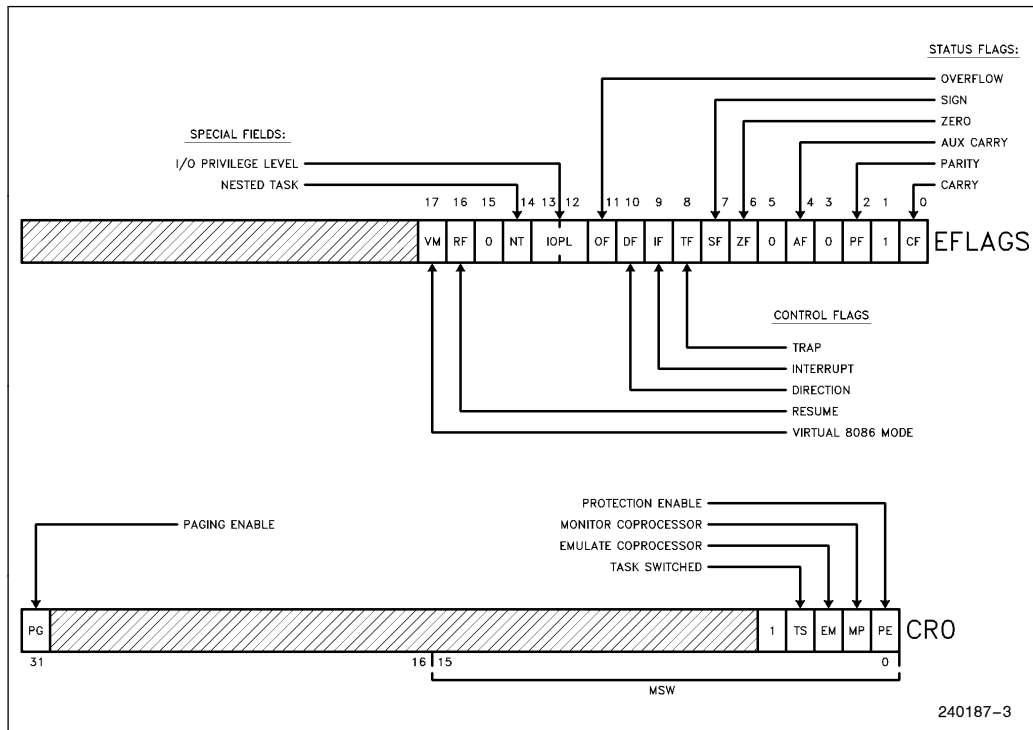 STATUS FLAGS:
OVERFLOW
SIGN
ZERO
AUX CARRY
PARITY
CARRY
SPECIAL FIELDS:
I/O PRIVILEGE LEVEL
NESTED TASK
17 16 15 14 13 12 11 10 9 8 7 6 5 4 3 2 1 0
VM RF 0 NT IOPL OF DF IF TF SF ZF 0 AF 0 PF 1 CF EFLAGS
CONTROL FLAGS
TRAP
INTERRUPT
DIRECTION
RESUME
VIRTUAL 8086 MODE
PROTECTION ENABLE
PAGING ENABLE
MONITOR COPROCESSOR
EMULATE COPROCESSOR
TASK SWITCHED
PG 1 TS EM MP PE CR0
31 16 15 0
MSW
240187-3